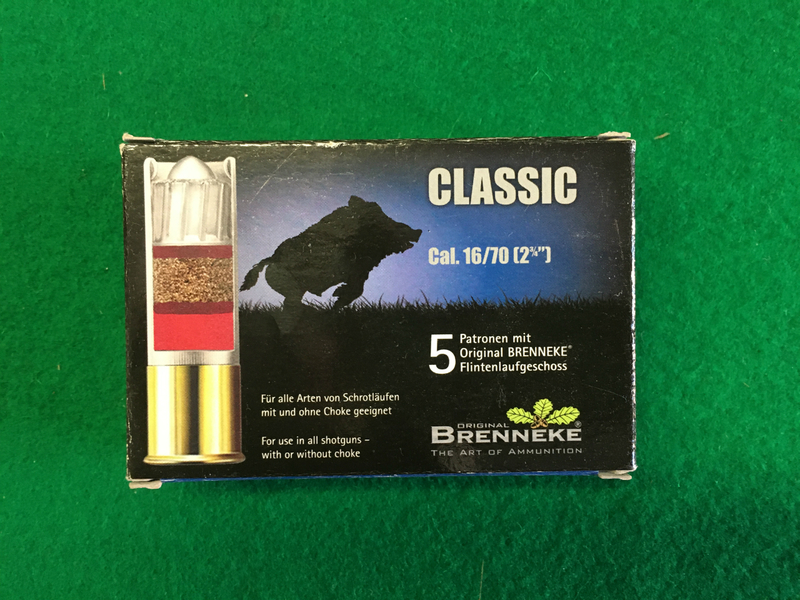 CLASSIC
Cal. 16/70 (2¾")
5 Patronen mit
Original BRENNEKE®
Flintenlaufgeschoss
Für alle Arten von Schrotläufen
mit und ohne Choke geeignet
For use in all shotguns –
with or without choke
ORIGINAL
BRENNEKE®
THE ART OF AMMUNITION